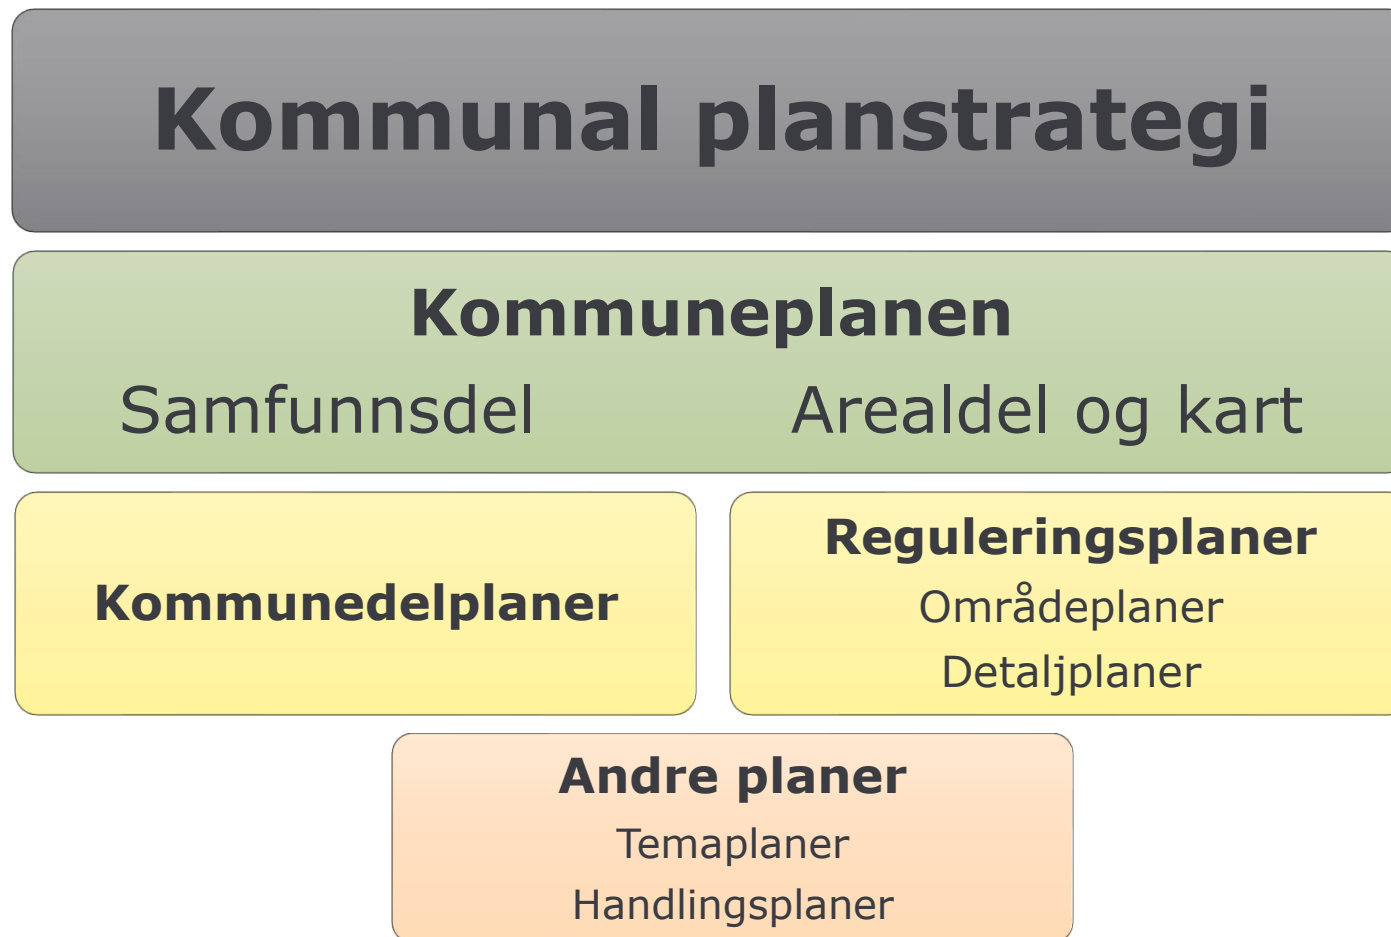 Kommunal planstrategi
Kommuneplanen
Samfunnsdel Arealdel og kart
Kommunedelplaner
Reguleringsplaner
Områdeplaner
Detaljplaner
Andre planer
Temaplaner
Handlingsplaner